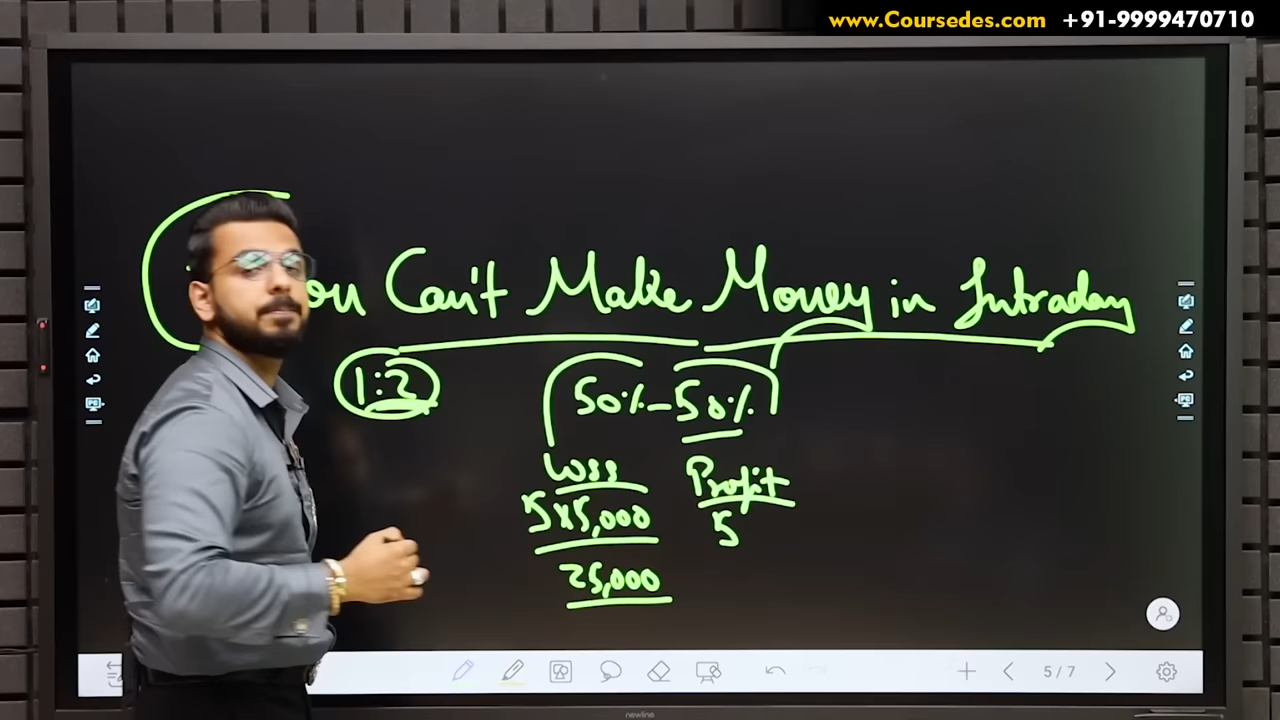 www.Coursedes.com +91-9999470710
ou Can't Make Money in Intraday
1:2
50% - 50%
Loss Profit
5x5,000 5
25,000
5 / 7
newline